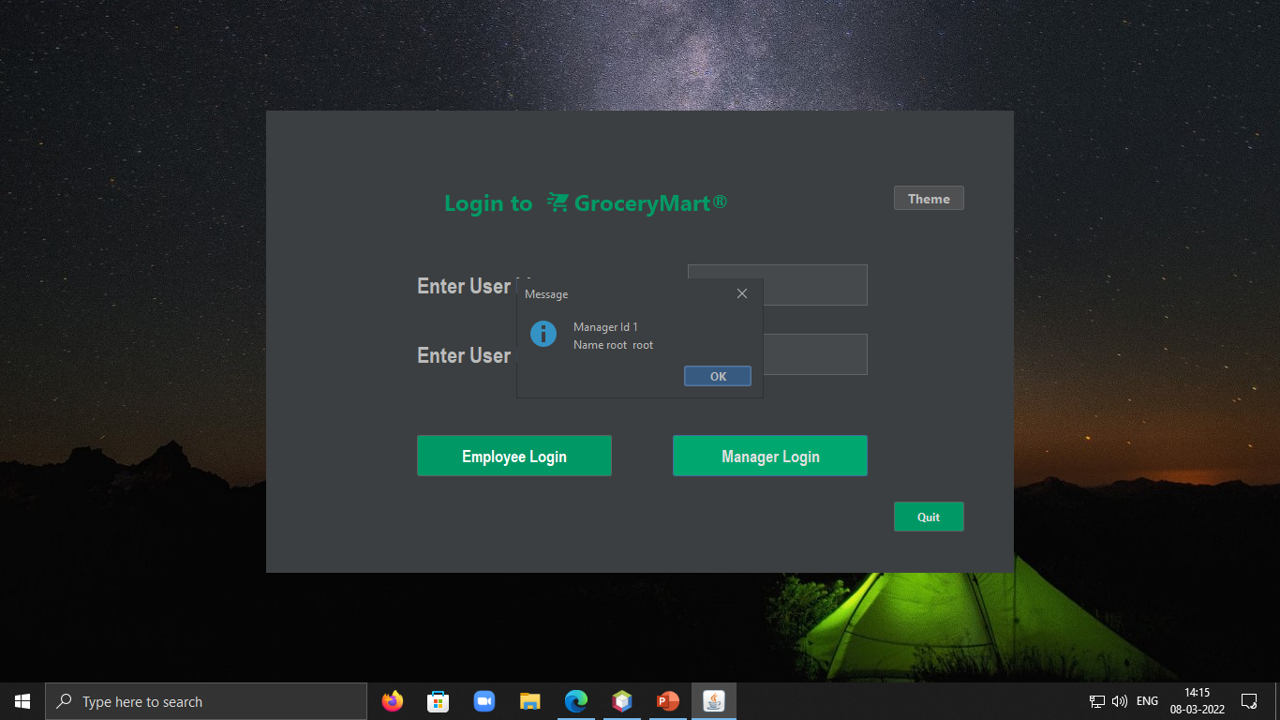 Login to GroceryMart®
Theme
Enter User
Message
Manager Id 1
Name root  root
Enter User
OK
Employee Login
Manager Login
Quit
Type here to search
ENG
14:15
08-03-2022